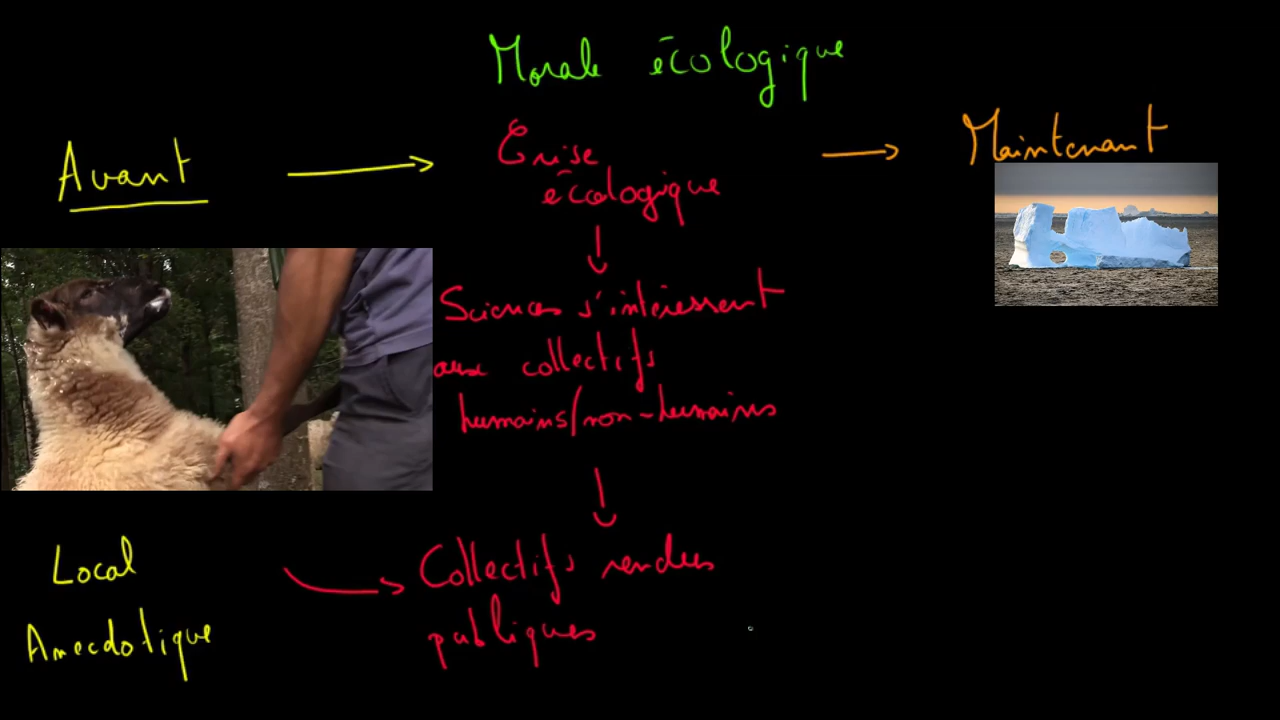 Morale écologique
Avant
Crise
écologique
Maintenant
Sciences s'intéressent
aux collectifs
humains/non-humains
Local
Anecdotique
Collectifs rendus
publiques